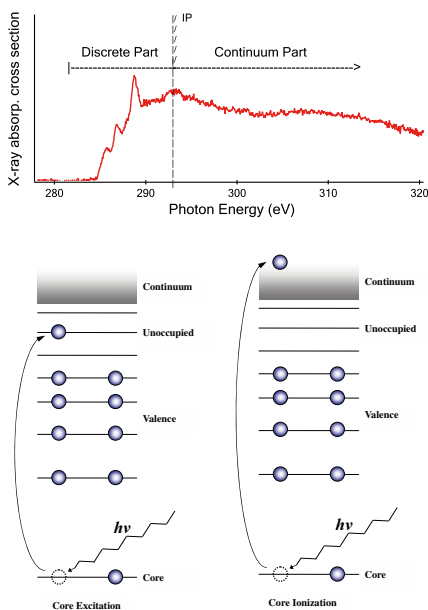 IP
Discrete Part
Continuum Part
X-ray absorp. cross section
280
290
300
310
320
Photon Energy (eV)
Continuum
Unoccupied
Valence
hν
Core
Core Excitation
Continuum
Unoccupied
Valence
hν
Core
Core Ionization